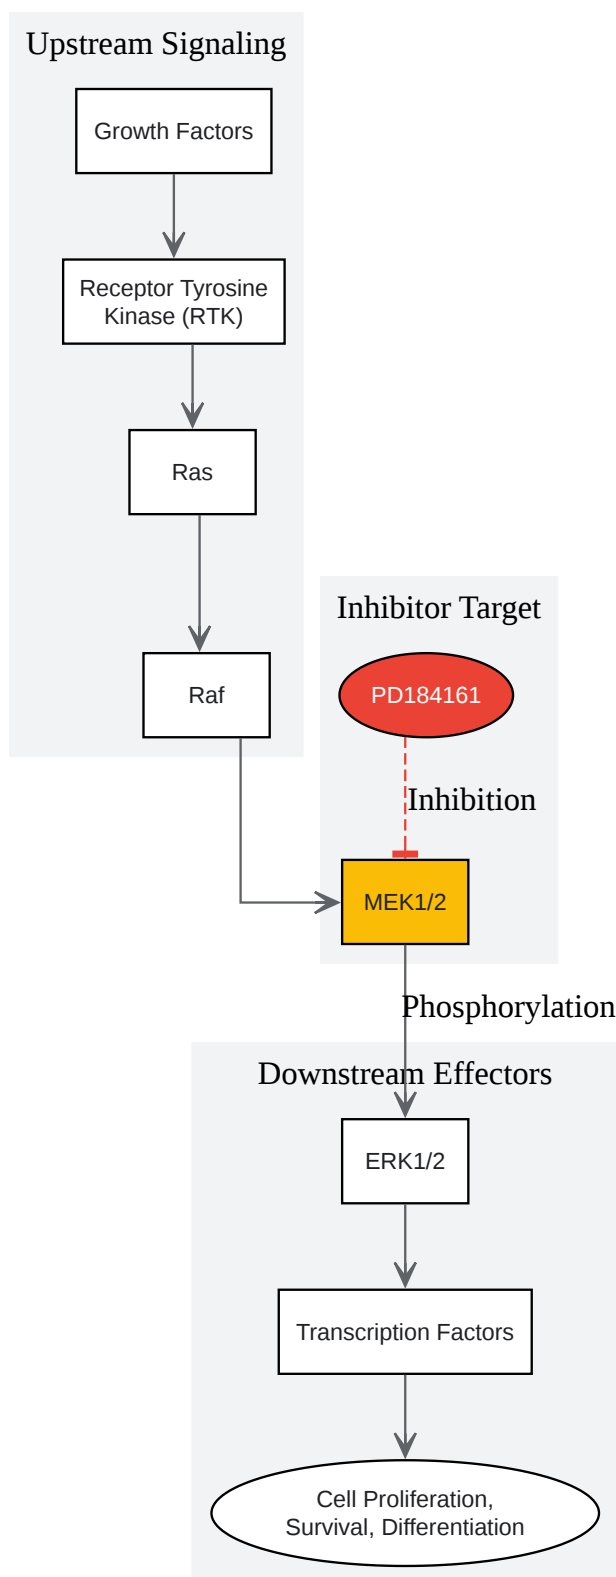 Upstream Signaling
Growth Factors
Receptor Tyrosine
Kinase (RTK)
Ras
Raf
Inhibitor Target
PD184161
Inhibition
MEK1/2
Phosphorylation
Downstream Effectors
ERK1/2
Transcription Factors
Cell Proliferation,
Survival, Differentiation